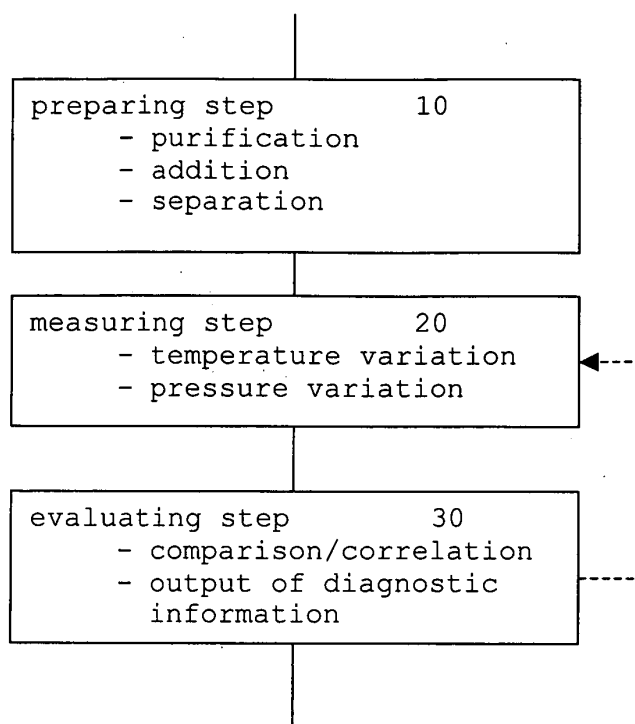 preparing step 10
- purification
- addition
- separation
measuring step 20
- temperature variation
- pressure variation
evaluating step 30
- comparison/correlation
- output of diagnostic
information